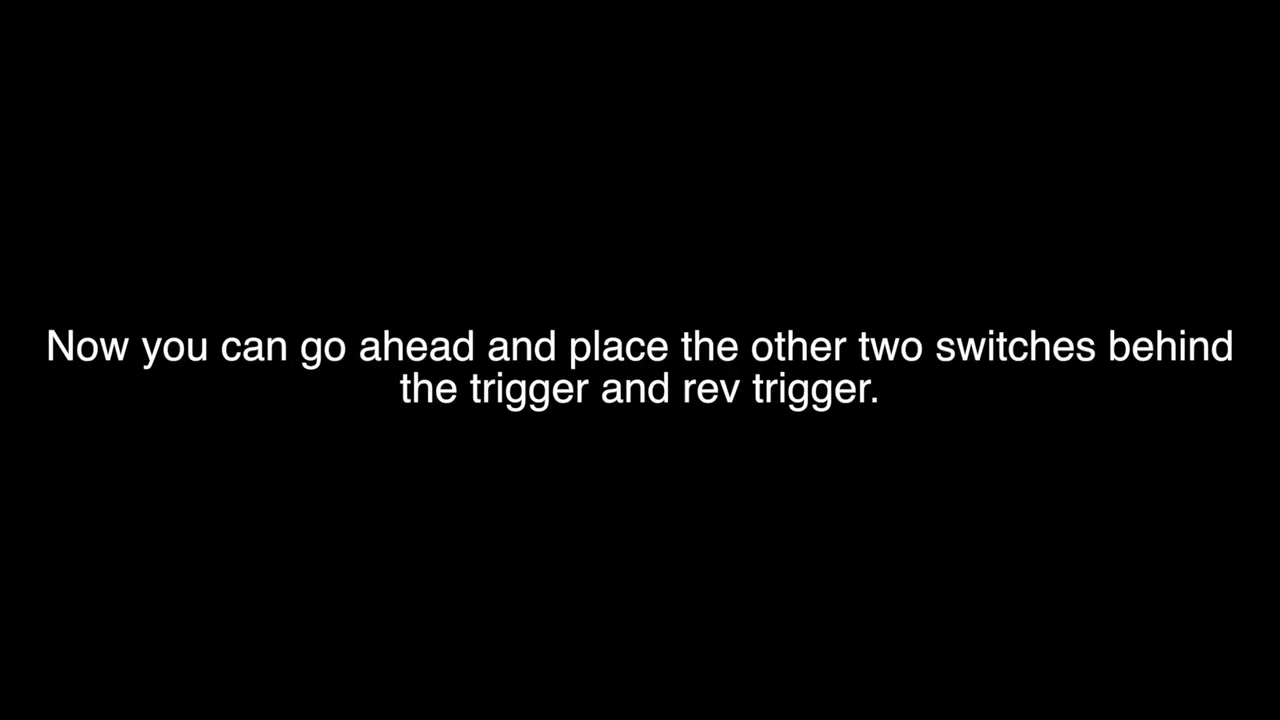 Now you can go ahead and place the other two switches behind
the trigger and rev trigger.